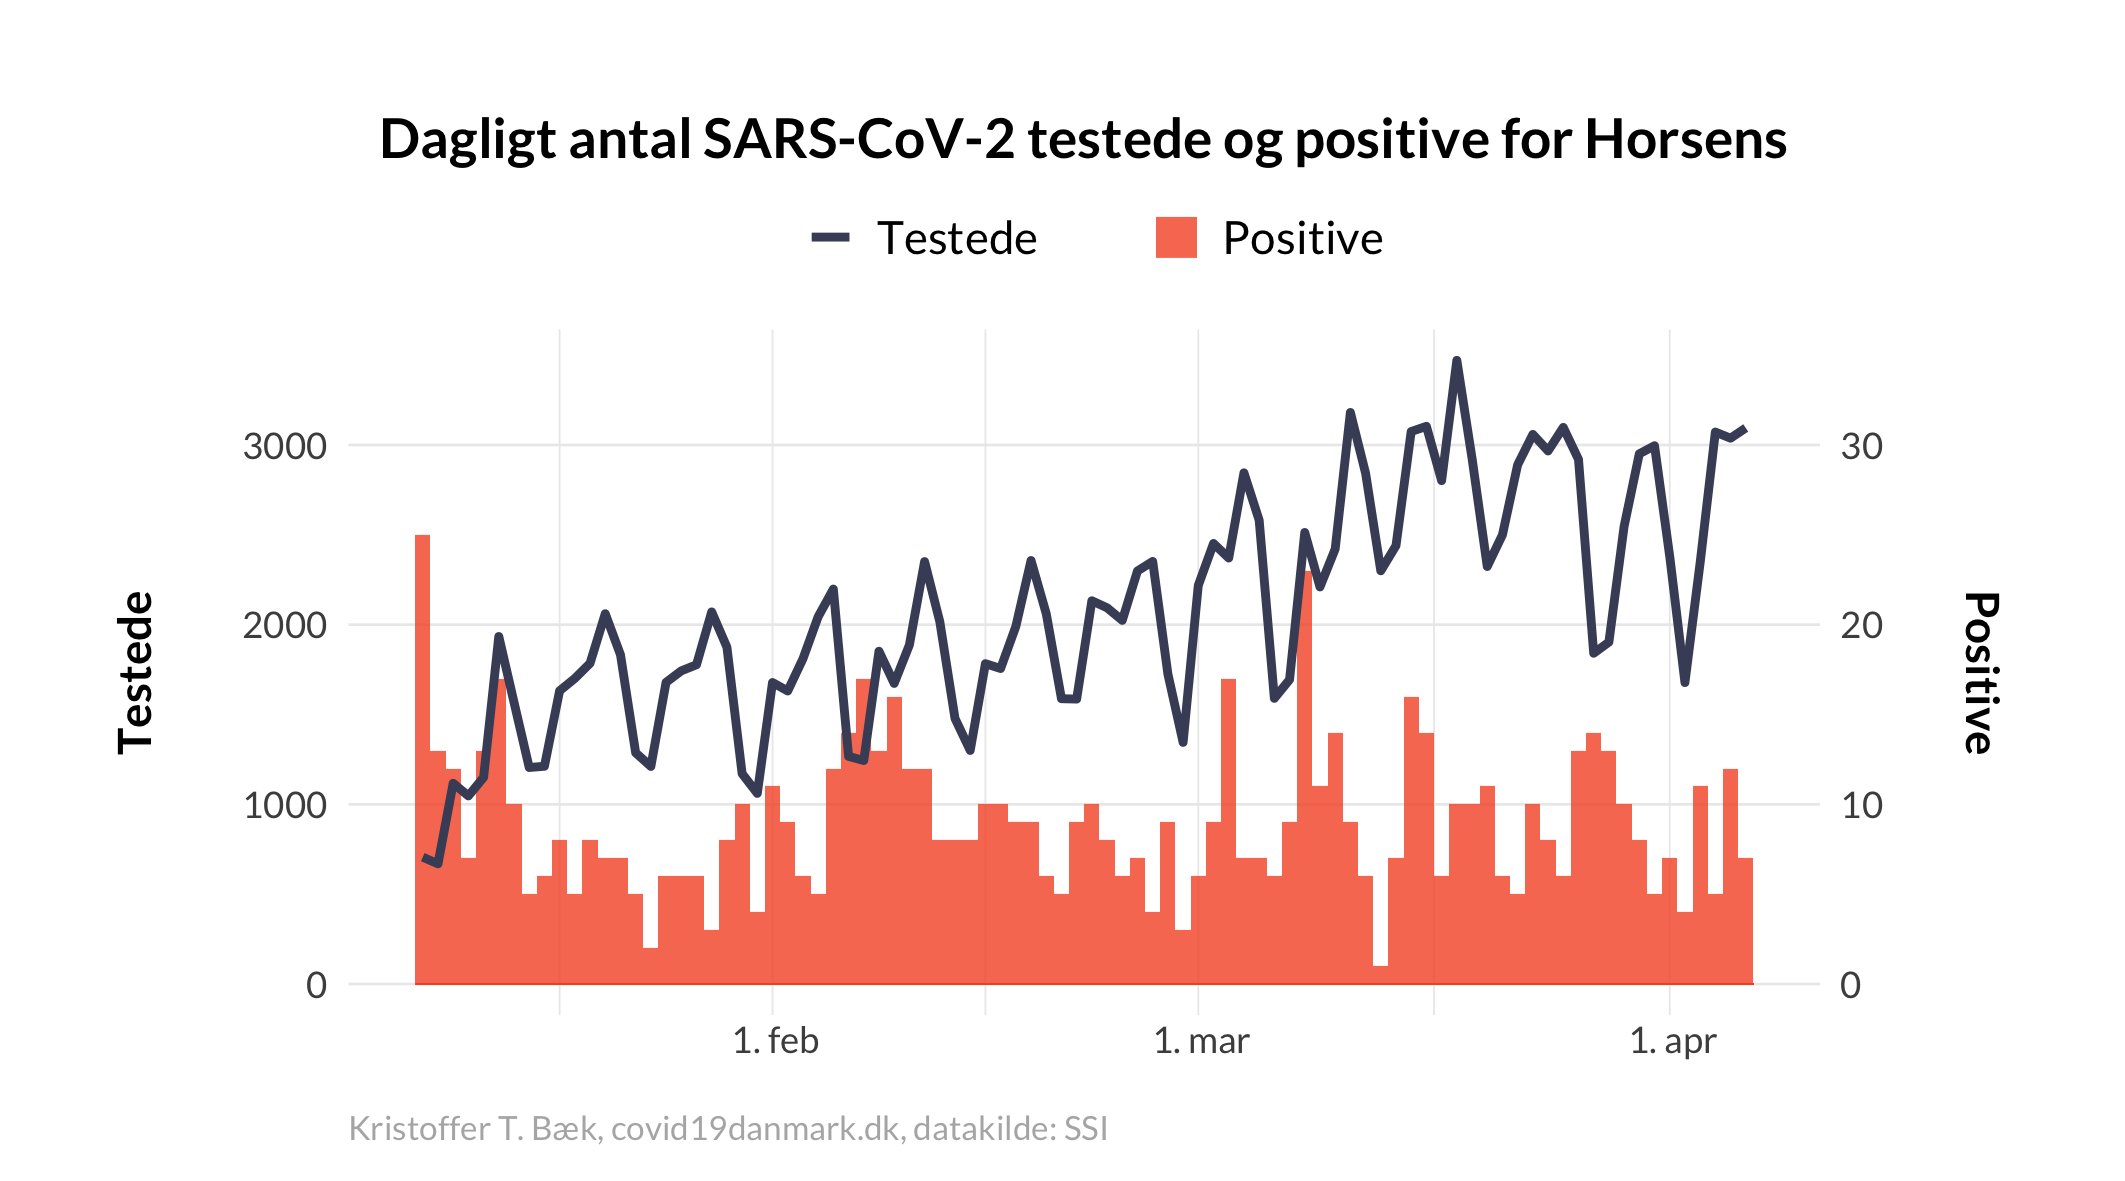 Dagligt antal SARS-CoV-2 testede og positive for Horsens
Testede
Positive
3000
2000
1000
0
Testede
30
20
10
0
Positive
1. feb
1. mar
1. apr
Kristoffer T. Bæk, covid19danmark.dk, datakilde: SSI